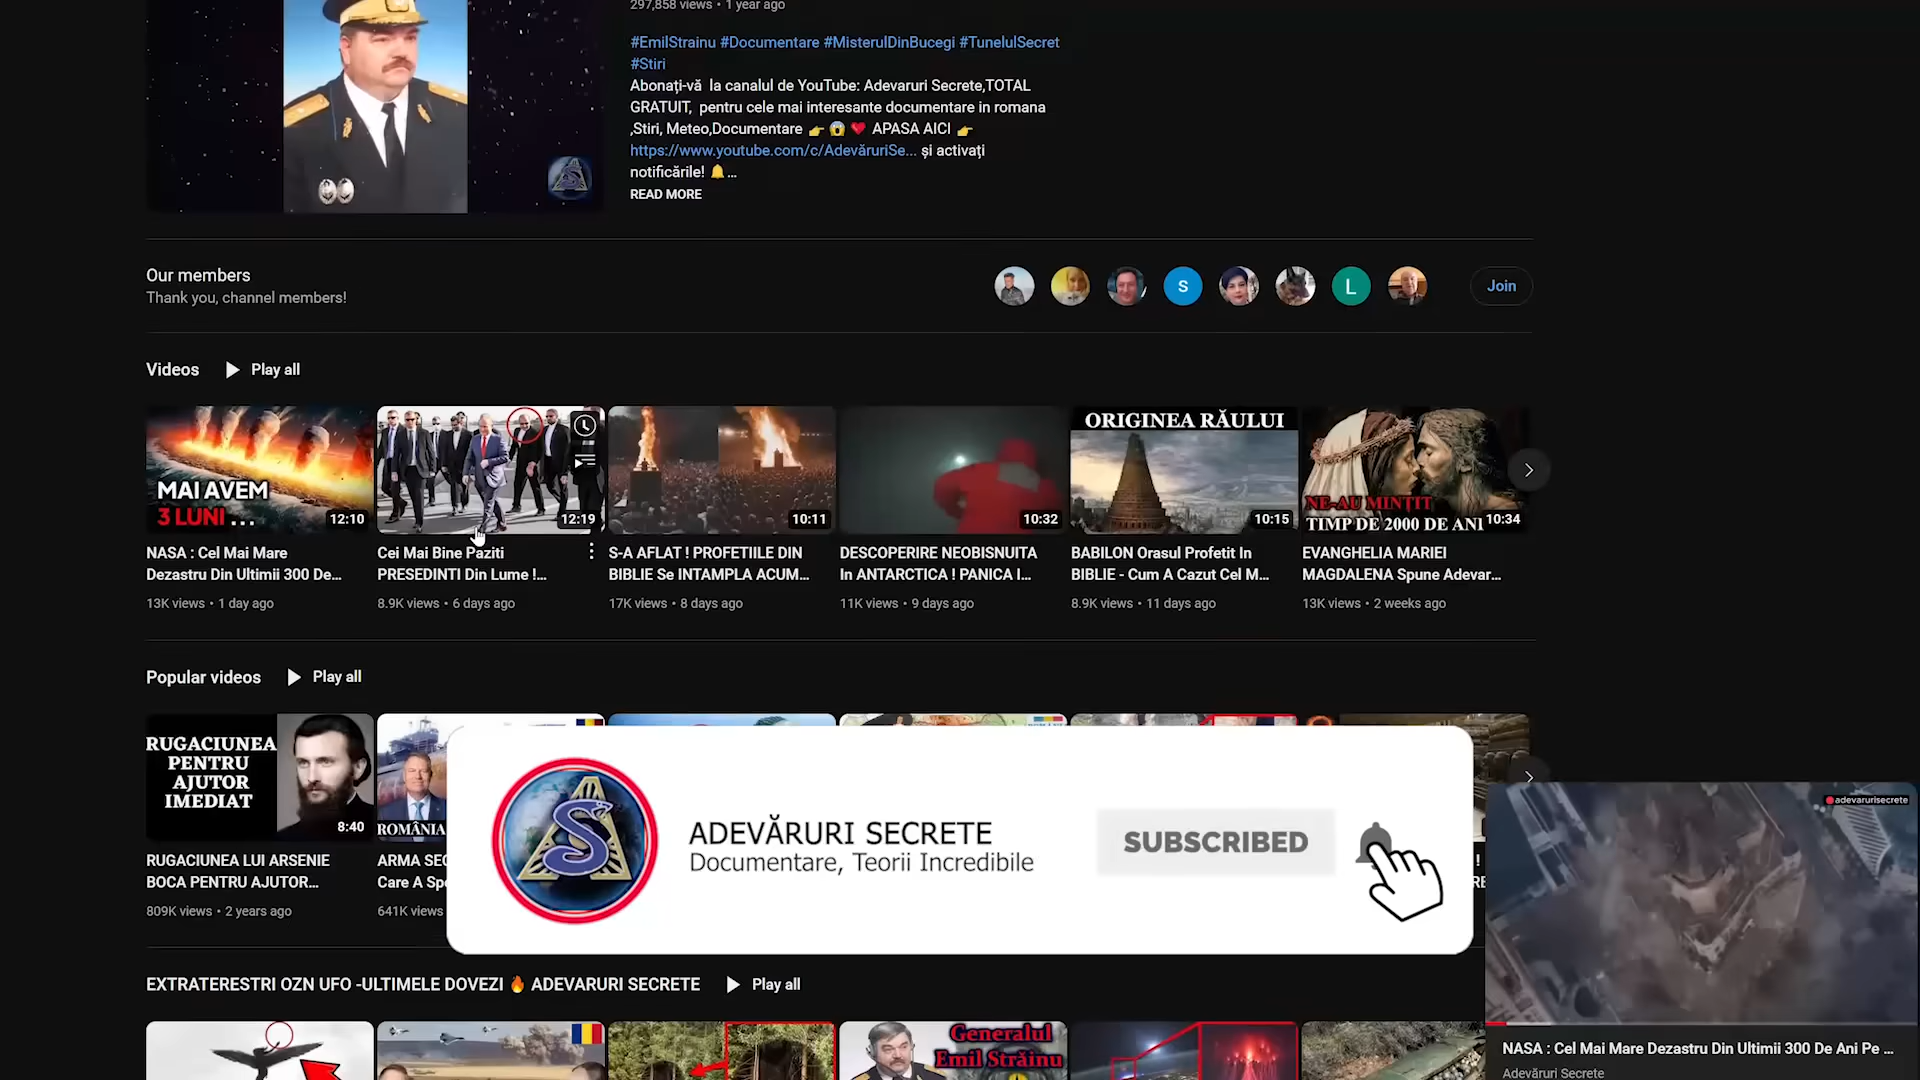 297,858 views • 1 year ago
#EmilStrainu #Documentare #MisterulDinBucegi #TunelulSecret
#Stiri
Abonați-vă la canalul de YouTube: Adevaruri Secrete,TOTAL
GRATUIT, pentru cele mai interesante documentare in romana
,Stiri, Meteo,Documentare 👉 😱 ❤️ APASA AICI 👉
https://www.youtube.com/c/AdevăruriSe... și activați
notificările! 🔔...
READ MORE
Our members
Thank you, channel members!
S
L
Join
Videos
Play all
MAI AVEM
3 LUNI ...
12:10
12:19
10:11
10:32
ORIGINEA RĂULUI
10:15
NE-AU MINTIT
TIMP DE 2000 DE ANI
10:34
NASA : Cel Mai Mare
Dezastru Din Ultimii 300 De...
13K views • 1 day ago
Cei Mai Bine Paziti
PRESEDINTI Din Lume !...
8.9K views • 6 days ago
S-A AFLAT ! PROFETIILE DIN
BIBLIE Se INTAMPLA ACUM...
17K views • 8 days ago
DESCOPERIRE NEOBISNUITA
In ANTARCTICA ! PANICA I...
11K views • 9 days ago
BABILON Orasul Profetit In
BIBLIE - Cum A Cazut Cel M...
8.9K views • 11 days ago
EVANGHELIA MARIEI
MAGDALENA Spune Adevar...
13K views • 2 weeks ago
Popular videos
Play all
RUGACIUNEA
PENTRU
AJUTOR
IMEDIAT
8:40
ROMÂNIA
RUGACIUNEA LUI ARSENIE
BOCA PENTRU AJUTOR...
809K views • 2 years ago
ARMA SEC
Care A Sp
641K views
ADEVĂRURI SECRETE
Documentare, Teorii Incredibile
SUBSCRIBED
adevarurisecrete
EXTRATERESTRI OZN UFO -ULTIMELE DOVEZI 🔥 ADEVARURI SECRETE
Play all
Generalul
Emil Străinu
NASA : Cel Mai Mare Dezastru Din Ultimii 300 De Ani Pe ...
Adevăruri Secrete